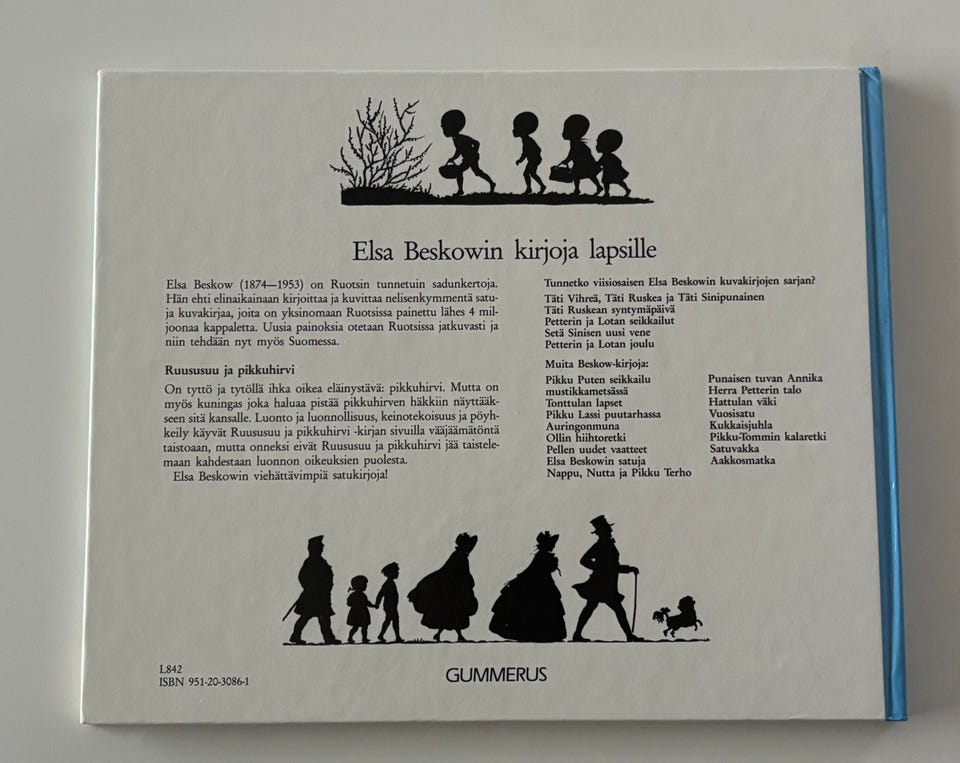 Elsa Beskowin kirjoja lapsille
Elsa Beskow (1874—1953) on Ruotsin tunnetuin sadunkertoja.
Hän ehti elinaikainaan kirjoittaa ja kuvittaa nelisenkymmentä satu-
ja kuvakirjaa, joita on yksinomaan Ruotsissa painettu lähes 4 mil-
joonaa kappaletta. Uusia painoksia otetaan Ruotsissa jatkuvasti ja
niin tehdään nyt myös Suomessa.
Ruususuu ja pikkuhirvi
On tyttö ja tytöllä ihka oikea eläinystävä: pikkuhirvi. Mutta on
myös kuningas joka haluaa pistää pikkuhirven häkkiin näyttääk-
seen sitä kansalle. Luonto ja luonnollisuus, keinotekoisuus ja pöyh-
keily käyvät Ruususuu ja pikkuhirvi -kirjan sivuilla vääjäämätöntä
taistoaan, mutta onneksi eivät Ruususuu ja pikkuhirvi jää taistele-
maan kahdestaan luonnon oikeuksien puolesta.
Elsa Beskowin viehättävimpiä satukirjoja!
Tunnetko viisiosaisen Elsa Beskowin kuvakirjojen sarjan?
Täti Vihreä, Täti Ruskea ja Täti Sinipunainen
Täti Ruskean syntymäpäivä
Petterin ja Lotan seikkailut
Setä Sinisen uusi vene
Petterin ja Lotan joulu
Muita Beskow-kirjoja:
Pikku Puten seikkailu
mustikkametsässä
Tonttulan lapset
Pikku Lassi puutarhassa
Auringonmuna
Ollin hiihtoretki
Pellen uudet vaatteet
Elsa Beskowin satuja
Nappu, Nutta ja Pikku Terho
Punaisen tuvan Annika
Herra Petterin talo
Hattulan väki
Vuosisatu
Kukkaisjuhla
Pikku-Tommin kalaretki
Satuvakka
Aakkosmatka
L842
ISBN 951-20-3086-1
GUMMERUS